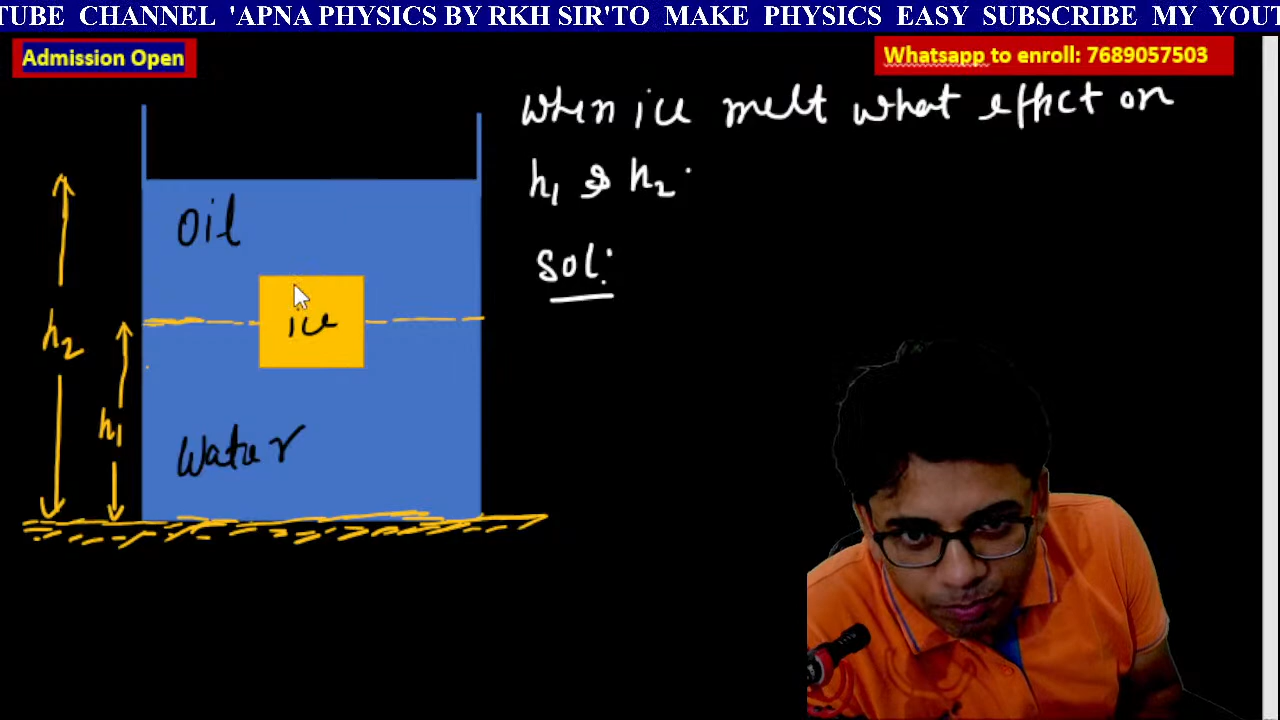 TUBE CHANNEL 'APNA PHYSICS BY RKH SIR'TO MAKE PHYSICS EASY SUBSCRIBE MY YOUT
Admission Open
Whatsapp to enroll: 7689057503
When ice melt what effect on
h1 & h2.
Sol:
Oil
ice
h2
h1
Water